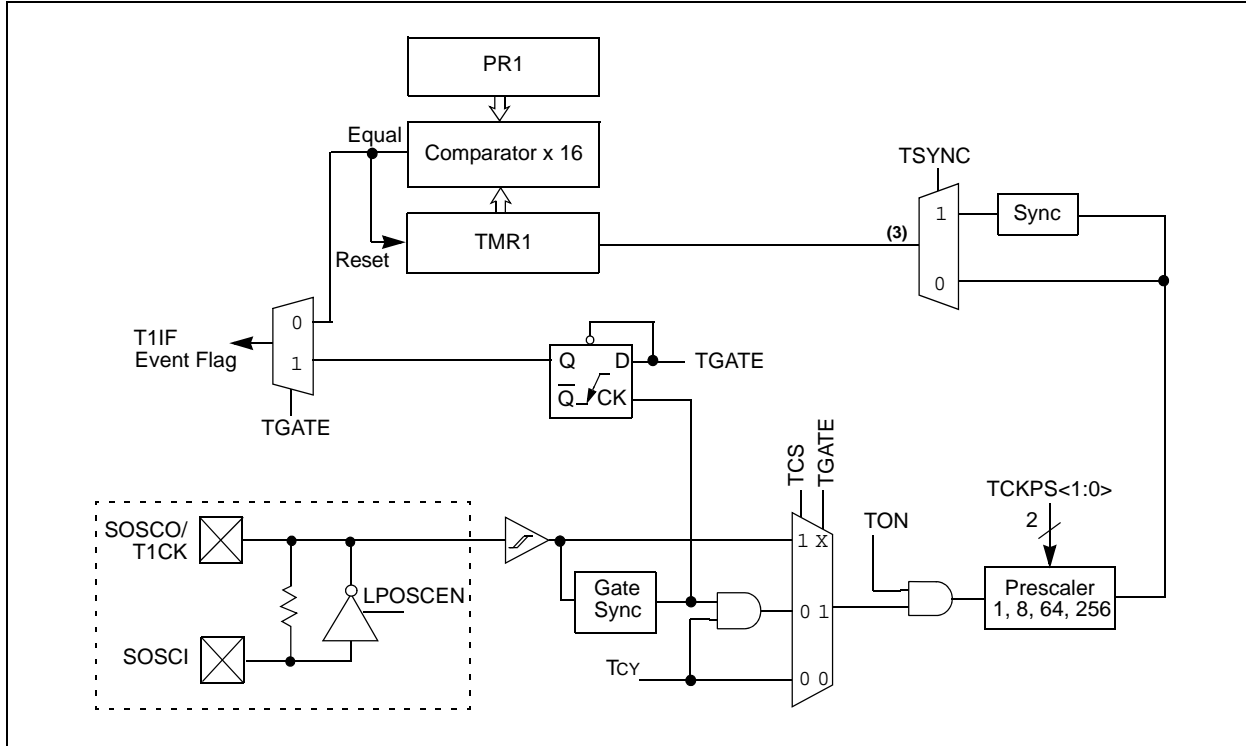 PR1
Equal
Comparator x 16
TSYNC
1
Sync
(3)
TMR1
Reset
0
0
T1IF
Event Flag
1
Q
D
TGATE
Q̅
CK
TGATE
TCS
TGATE
TCKPS<1:0>
2
SOSCO/
T1CK
TON
1 X
LPOSCEN
Gate
Sync
0 1
Prescaler
1, 8, 64, 256
SOSCI
TCY
0 0